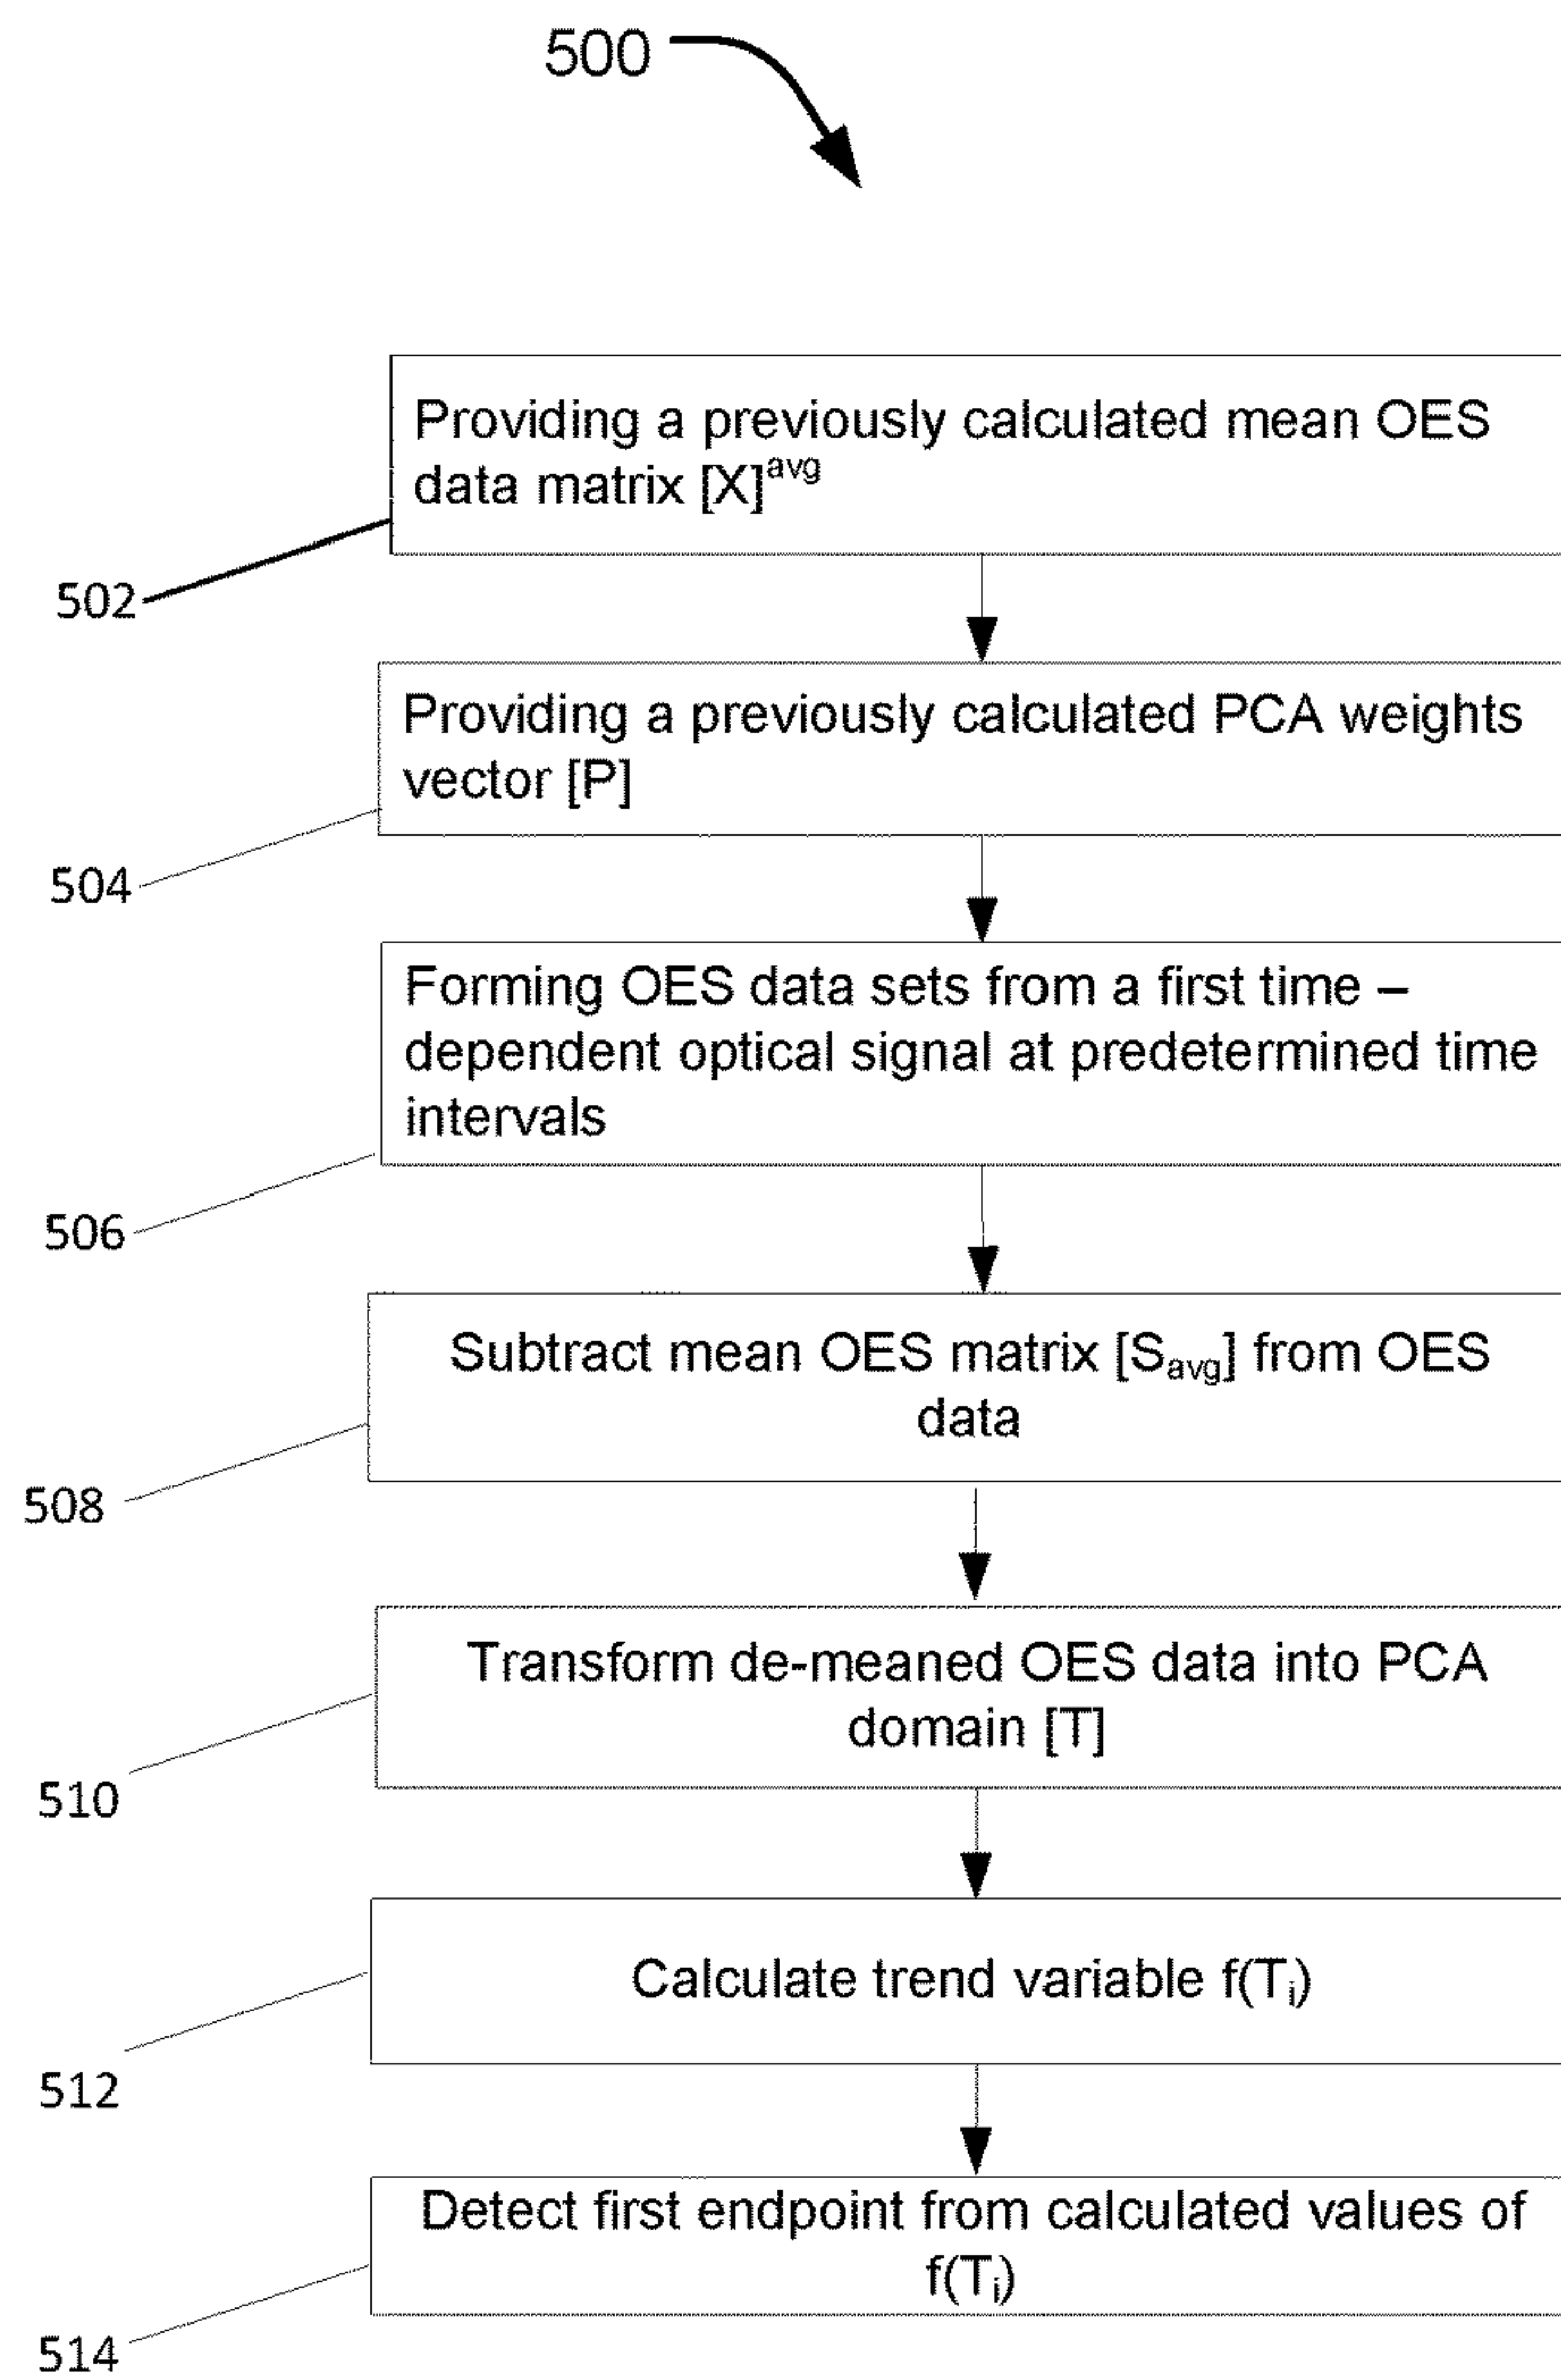 500
Providing a previously calculated mean OES
data matrix [X]^avg
502
Providing a previously calculated PCA weights
vector [P]
504
Forming OES data sets from a first time –
dependent optical signal at predetermined time
intervals
506
Subtract mean OES matrix [S_avg] from OES
data
508
Transform de-meaned OES data into PCA
domain [T]
510
Calculate trend variable f(T_i)
512
Detect first endpoint from calculated values of
f(T_i)
514